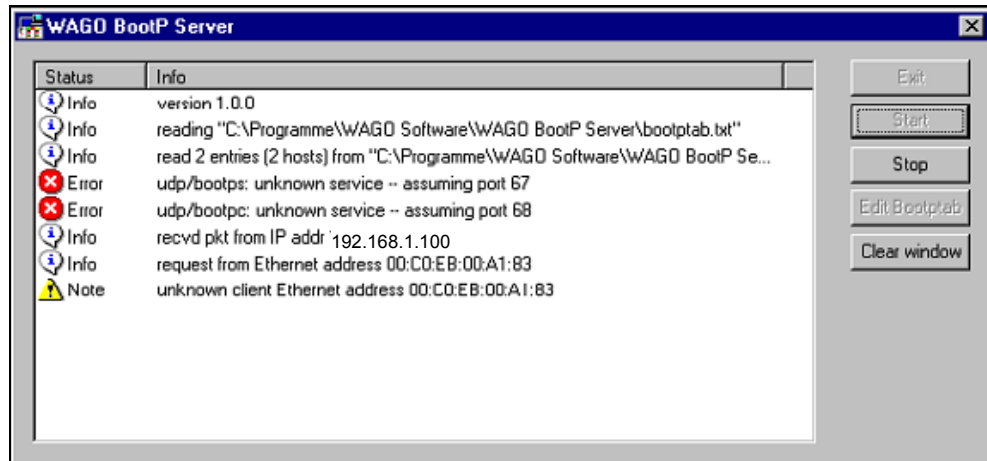 WAGO BootP Server
Status Info
Info version 1.0.0
Info reading "C:\Programme\WAGO Software\WAGO BootP Server\bootptab.txt"
Info read 2 entries (2 hosts) from "C:\Programme\WAGO Software\WAGO BootP Se...
Error udp/bootps: unknown service -- assuming port 67
Error udp/bootpc: unknown service -- assuming port 68
Info recvd pkt from IP addr 192.168.1.100
Info request from Ethernet address 00:C0:EB:00:A1:83
Note unknown client Ethernet address 00:C0:EB:00:A1:83
Exit
Start
Stop
Edit Bootptab
Clear window